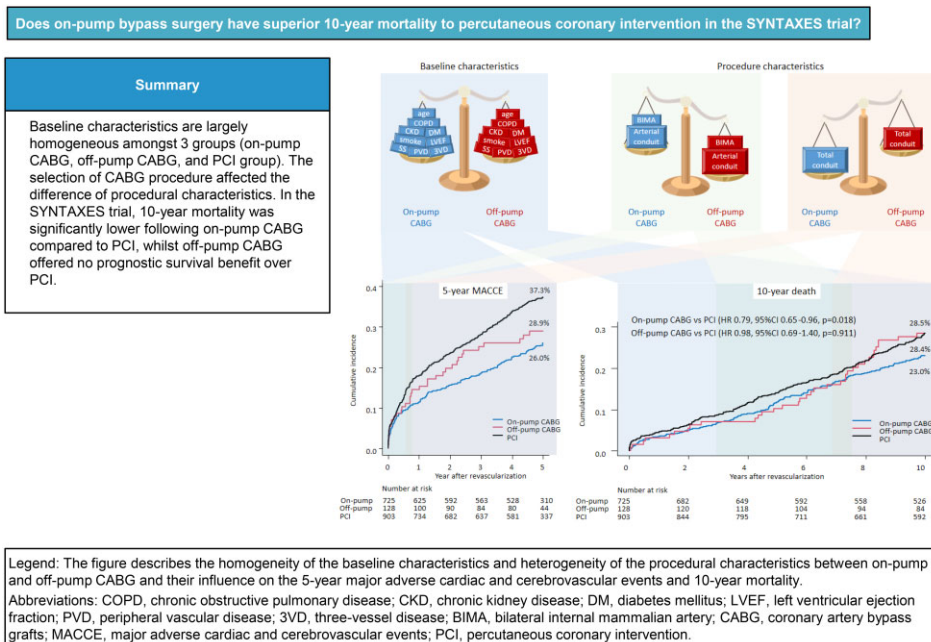 Does on-pump bypass surgery have superior 10-year mortality to percutaneous coronary intervention in the SYNTAXES trial?
Summary
Baseline characteristics are largely
homogeneous amongst 3 groups (on-pump
CABG, off-pump CABG, and PCI group). The
selection of CABG procedure affected the
difference of procedural characteristics. In the
SYNTAXES trial, 10-year mortality was
significantly lower following on-pump CABG
compared to PCI, whilst off-pump CABG
offered no prognostic survival benefit over
PCI.
Baseline characteristics
age
COPD
CKD DM
smoke LVEF
SS PVD 3VD
age
COPD
CKD DM
smoke LVEF
SS PVD 3VD
On-pump
CABG
Off-pump
CABG
Procedure characteristics
BIMA
Arterial
conduit
BIMA
Arterial
conduit
On-pump
CABG
Off-pump
CABG
Total
conduit
Total
conduit
On-pump
CABG
Off-pump
CABG
5-year MACCE
0.4
0.3
0.2
0.1
0.0
Cumulative incidence
37.3%
28.9%
26.0%
On-pump CABG
Off-pump CABG
PCI
0 1 2 3 4 5
Years after revascularization
Number at risk
On-pump 725 625 592 563 528 310
Off-pump 128 100 90 84 80 44
PCI 903 734 682 637 581 337
10-year death
On-pump CABG vs PCI (HR 0.79, 95%CI 0.65-0.96, p=0.018)
Off-pump CABG vs PCI (HR 0.98, 95%CI 0.69-1.40, p=0.911)
0.3
0.2
0.1
0.0
Cumulative incidence
28.5%
28.4%
23.0%
On-pump CABG
Off-pump CABG
PCI
0 2 4 6 8 10
Years after revascularization
Number at risk
On-pump 725 682 649 592 558 526
Off-pump 128 120 118 104 94 84
PCI 903 844 795 711 661 592
Legend: The figure describes the homogeneity of the baseline characteristics and heterogeneity of the procedural characteristics between on-pump
and off-pump CABG and their influence on the 5-year major adverse cardiac and cerebrovascular events and 10-year mortality.
Abbreviations: COPD, chronic obstructive pulmonary disease; CKD, chronic kidney disease; DM, diabetes mellitus; LVEF, left ventricular ejection
fraction; PVD, peripheral vascular disease; 3VD, three-vessel disease; BIMA, bilateral internal mammalian artery; CABG, coronary artery bypass
grafts; MACCE, major adverse cardiac and cerebrovascular events; PCI, percutaneous coronary intervention.